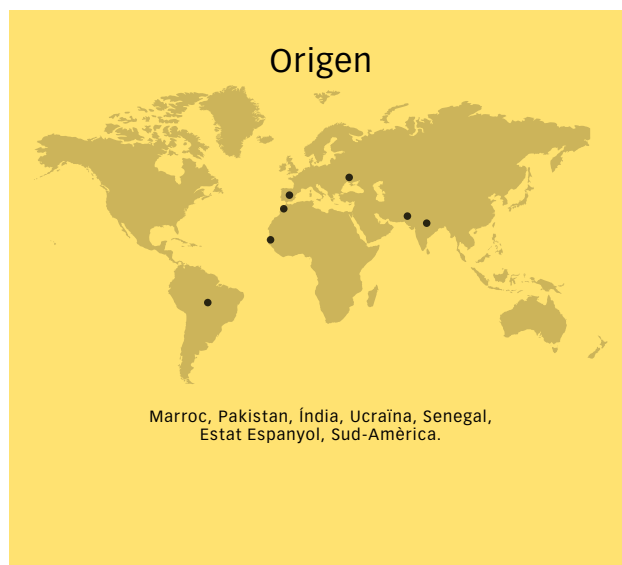 Origen
Marroc, Pakistan, Índia, Ucraïna, Senegal,
Estat Espanyol, Sud-Amèrica.